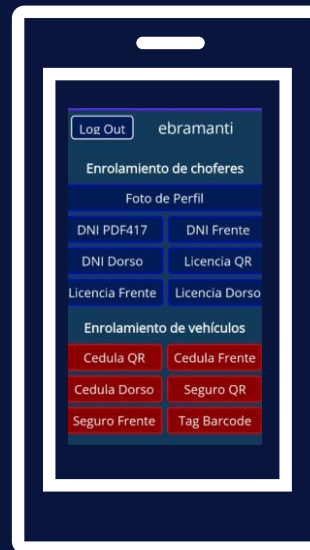 Log Out ebramanti
Enrolamiento de choferes
Foto de Perfil
DNI PDF417 DNI Frente
DNI Dorso Licencia QR
Licencia Frente Licencia Dorso
Enrolamiento de vehículos
Cedula QR Cedula Frente
Cedula Dorso Seguro QR
Seguro Frente Tag Barcode